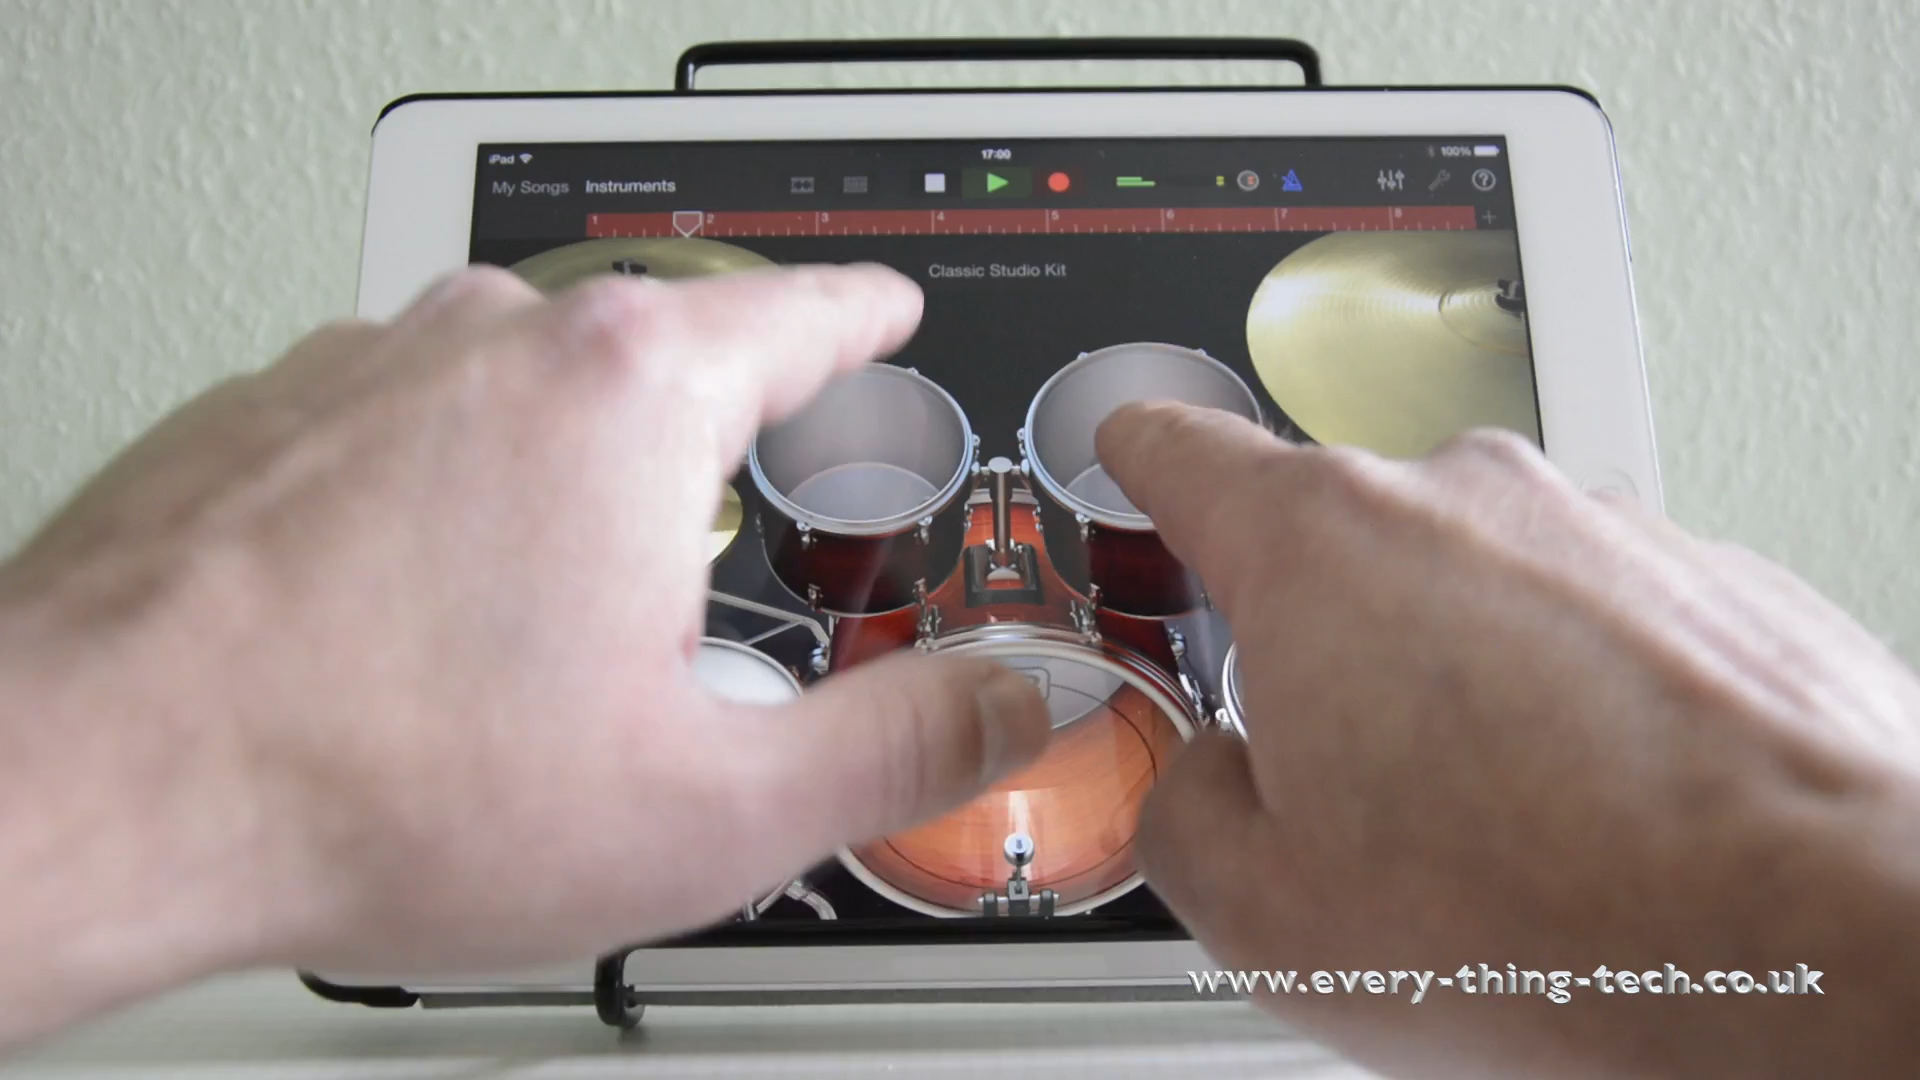 iPad
17:00
100%
My Songs
Instruments
1 2 3 4 5 6 7 8
Classic Studio Kit
www.every-thing-tech.co.uk